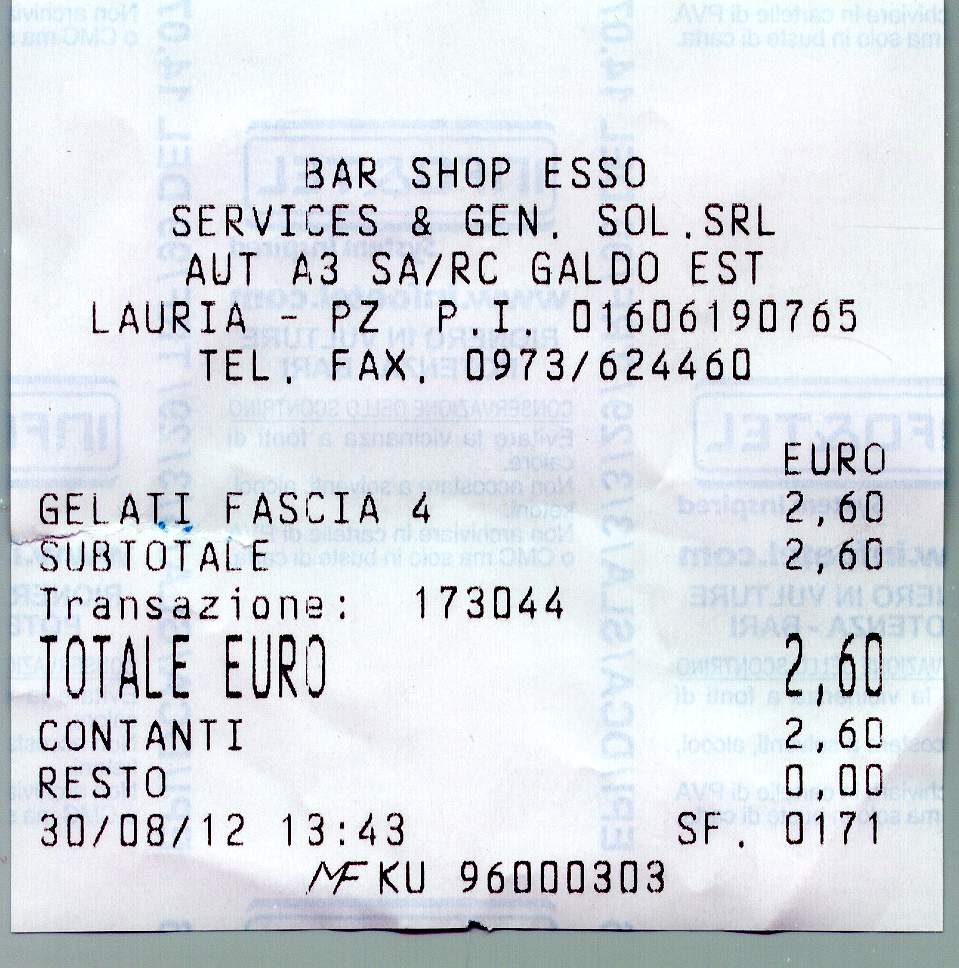 BAR SHOP ESSO
SERVICES & GEN. SOL.SRL
AUT A3 SA/RC GALDO EST
LAURIA - PZ P.I. 01606190765
TEL. FAX. 0973/624460
EURO
GELATI FASCIA 4 2,60
SUBTOTALE 2,60
Transazione: 173044
TOTALE EURO 2,60
CONTANTI 2,60
RESTO 0,00
30/08/12 13:43 SF. 0171
MF KU 96000303